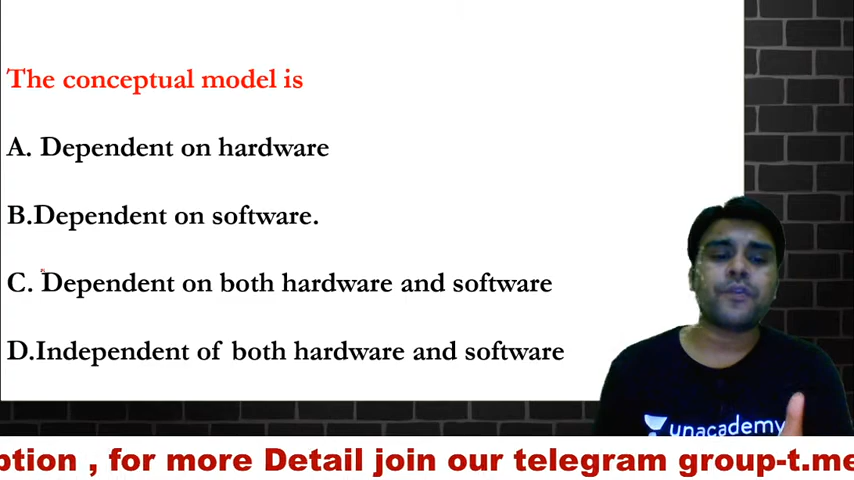 The conceptual model is
A. Dependent on hardware
B.Dependent on software.
C. Dependent on both hardware and software
D.Independent of both hardware and software
unacademy
ption , for more Detail join our telegram group-t.me